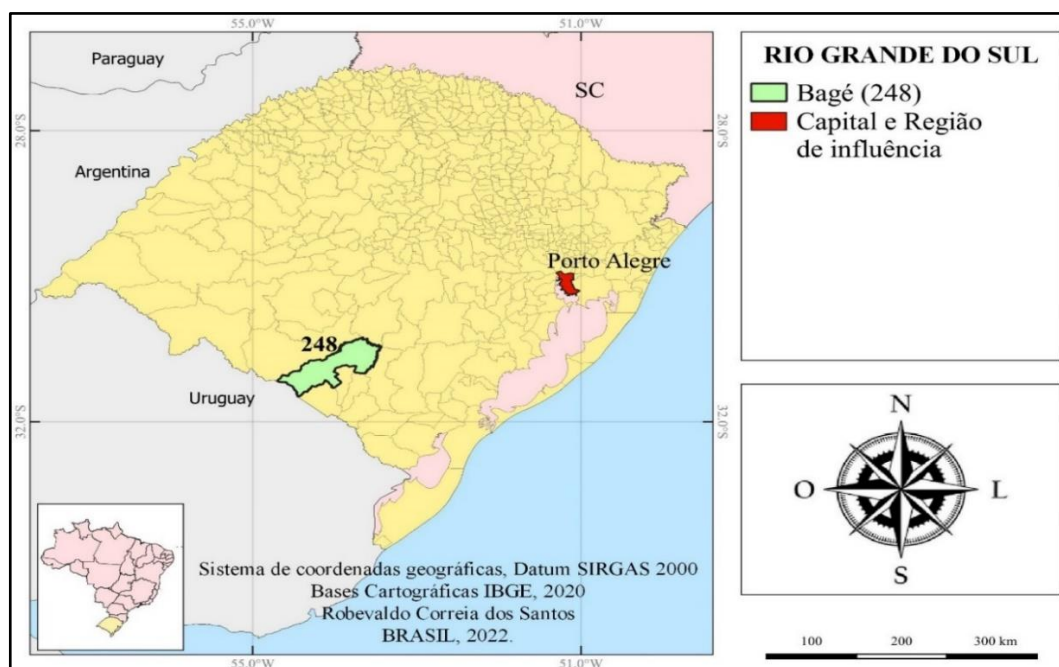 55.0°W
51.0°W
Paraguay
SC
28.0°S
28.0°S
Argentina
Porto Alegre
248
Uruguay
32.0°S
32.0°S
Sistema de coordenadas geográficas, Datum SIRGAS 2000
Bases Cartográficas IBGE, 2020
Robevaldo Correia dos Santos
BRASIL, 2022.
55.0°W
51.0°W
RIO GRANDE DO SUL
Bagé (248)
Capital e Região
de influência
N
O
L
S
100 200 300 km